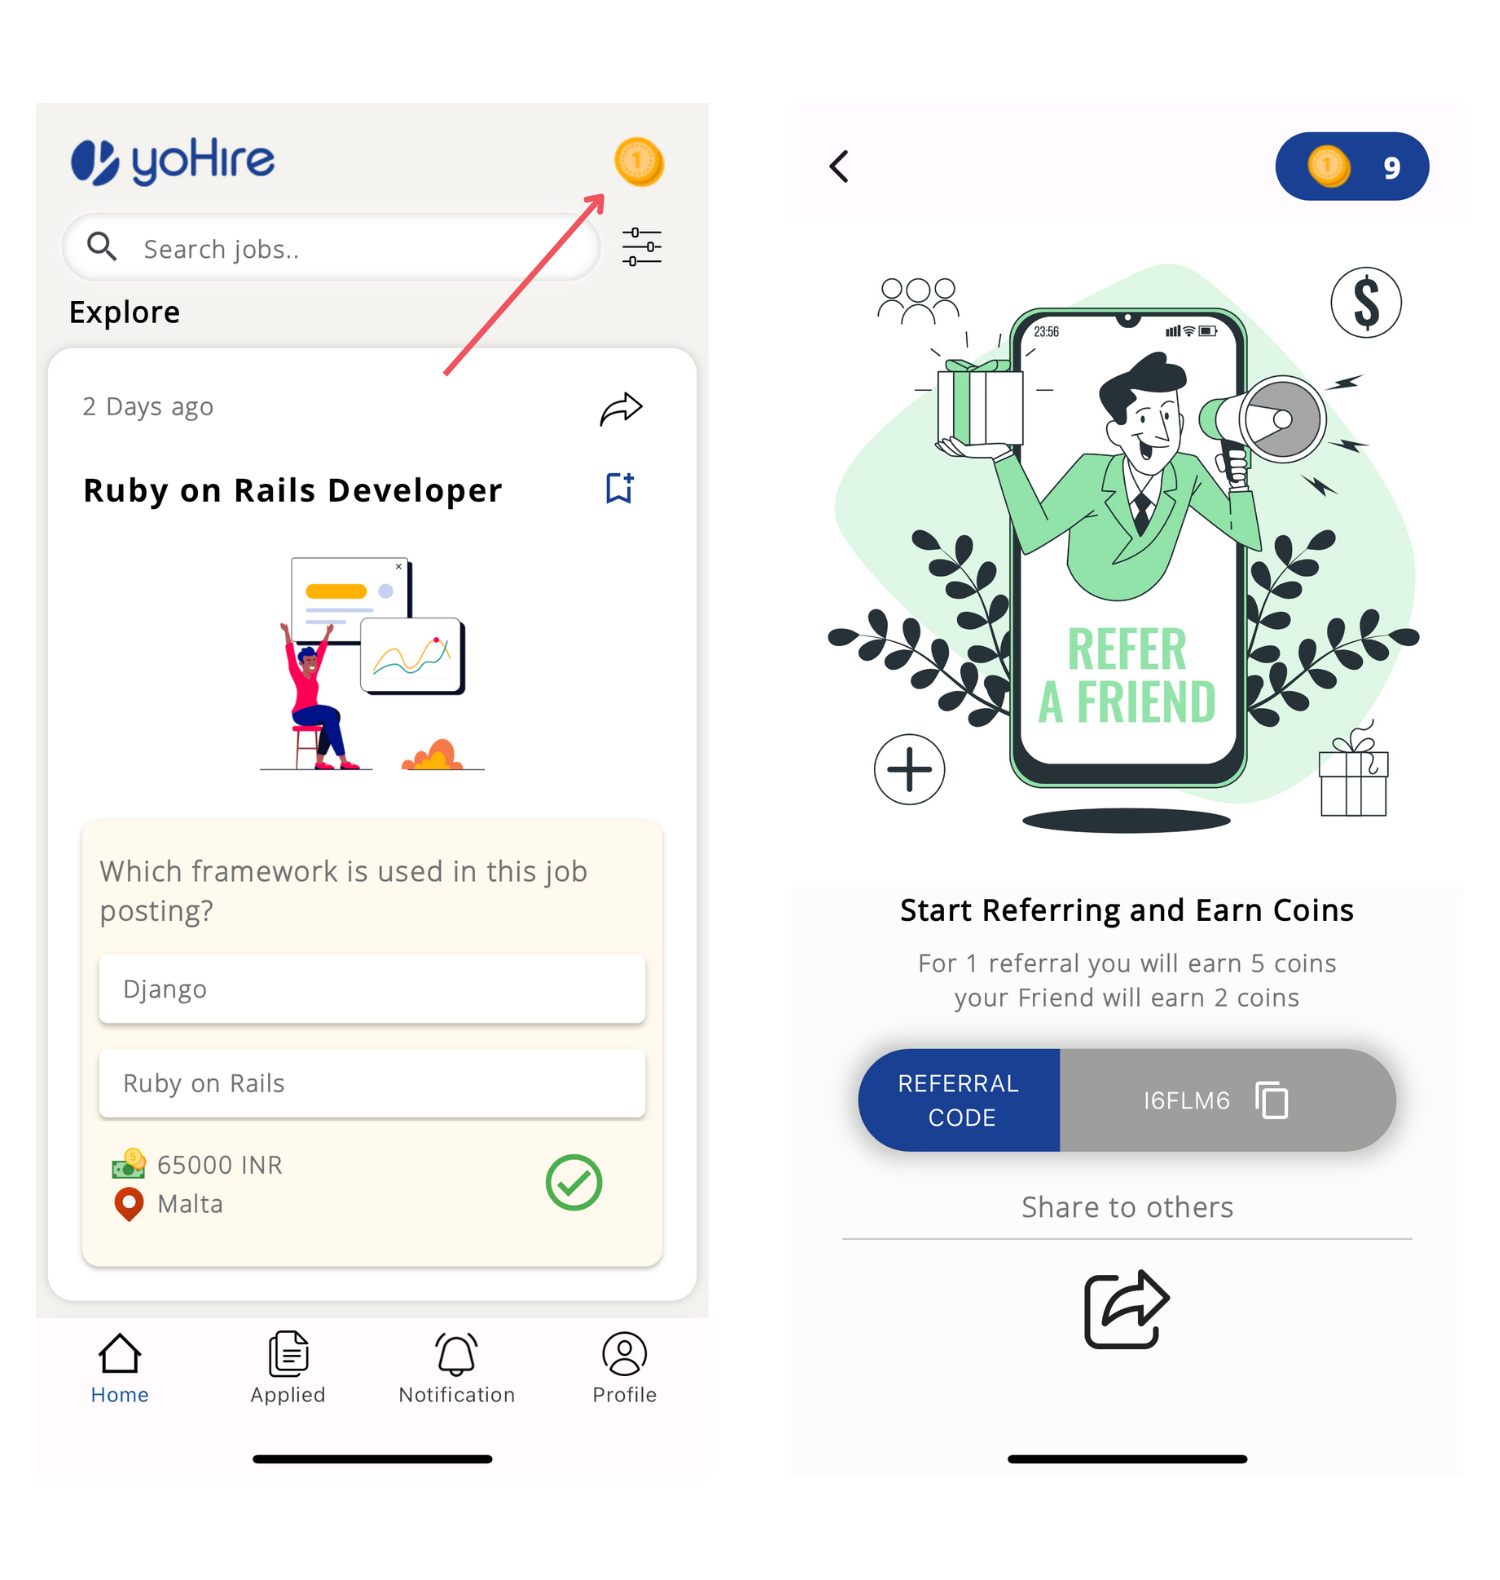 yoHire
1
Search jobs..
Explore
2 Days ago
Ruby on Rails Developer
Which framework is used in this job
posting?
Django
Ruby on Rails
5
65000 INR
Malta
Home
Applied
Notification
Profile
1
9
$
23:56
REFER
A FRIEND
Start Referring and Earn Coins
For 1 referral you will earn 5 coins
your Friend will earn 2 coins
REFERRAL
CODE
I6FLM6
Share to others